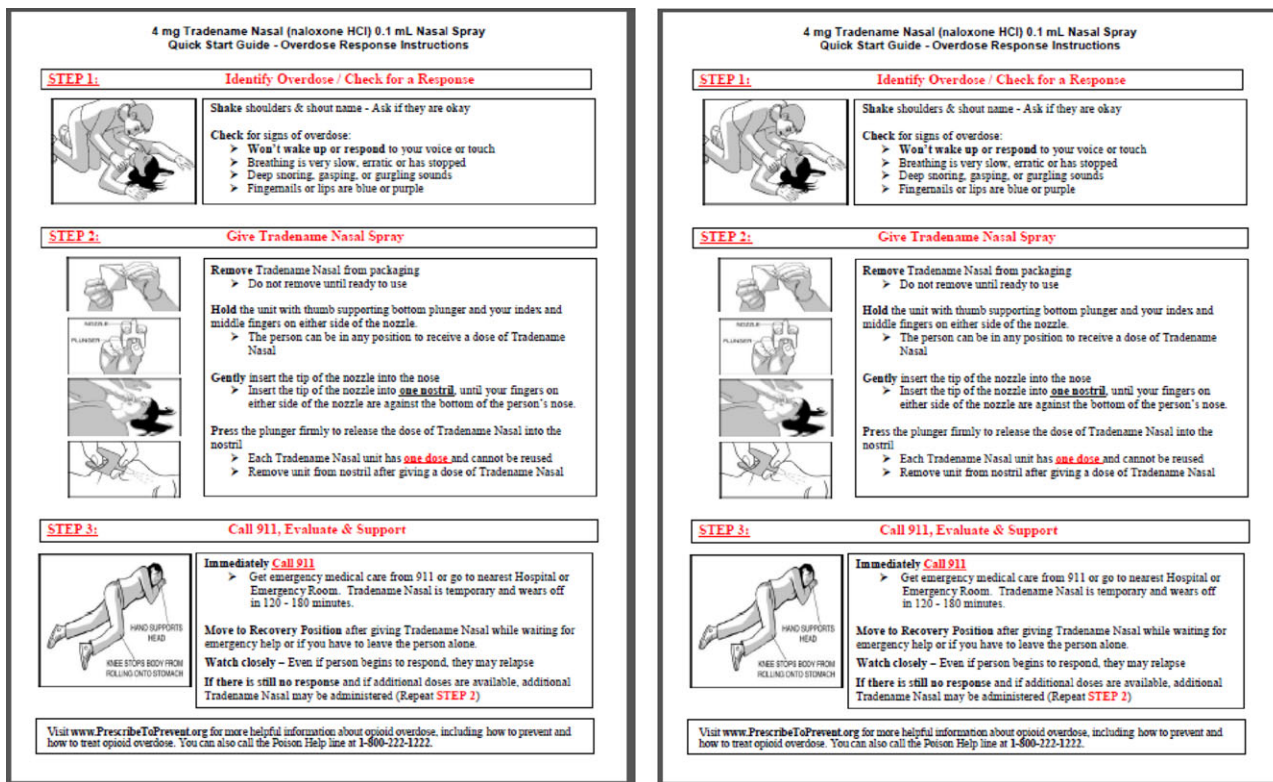 4 mg Tradename Nasal (naloxone HCl) 0.1 mL Nasal Spray
Quick Start Guide - Overdose Response Instructions
STEP 1: Identify Overdose / Check for a Response
Shake shoulders & shout name - Ask if they are okay
Check for signs of overdose:
➤ Won't wake up or respond to your voice or touch
➤ Breathing is very slow, erratic or has stopped
➤ Deep snoring, gasping, or gurgling sounds
➤ Fingernails or lips are blue or purple
STEP 2: Give Tradename Nasal Spray
NOZZLE
PLUNGER
Remove Tradename Nasal from packaging
➤ Do not remove until ready to use
Hold the unit with thumb supporting bottom plunger and your index and
middle fingers on either side of the nozzle.
➤ The person can be in any position to receive a dose of Tradename
Nasal
Gently insert the tip of the nozzle into the nose
➤ Insert the tip of the nozzle into one nostril, until your fingers on
either side of the nozzle are against the bottom of the person's nose.
Press the plunger firmly to release the dose of Tradename Nasal into the
nostril
➤ Each Tradename Nasal unit has one dose and cannot be reused
➤ Remove unit from nostril after giving a dose of Tradename Nasal
STEP 3: Call 911, Evaluate & Support
HAND SUPPORTS
HEAD
KNEE STOPS BODY FROM
ROLLING ONTO STOMACH
Immediately Call 911
➤ Get emergency medical care from 911 or go to nearest Hospital or
Emergency Room. Tradename Nasal is temporary and wears off
in 120 - 180 minutes.
Move to Recovery Position after giving Tradename Nasal while waiting for
emergency help or if you have to leave the person alone.
Watch closely – Even if person begins to respond, they may relapse
If there is still no response and if additional doses are available, additional
Tradename Nasal may be administered (Repeat STEP 2)
Visit www.PrescribeToPrevent.org for more helpful information about opioid overdose, including how to prevent and
how to treat opioid overdose. You can also call the Poison Help line at 1-800-222-1222.
4 mg Tradename Nasal (naloxone HCl) 0.1 mL Nasal Spray
Quick Start Guide - Overdose Response Instructions
STEP 1: Identify Overdose / Check for a Response
Shake shoulders & shout name - Ask if they are okay
Check for signs of overdose:
➤ Won't wake up or respond to your voice or touch
➤ Breathing is very slow, erratic or has stopped
➤ Deep snoring, gasping, or gurgling sounds
➤ Fingernails or lips are blue or purple
STEP 2: Give Tradename Nasal Spray
NOZZLE
PLUNGER
Remove Tradename Nasal from packaging
➤ Do not remove until ready to use
Hold the unit with thumb supporting bottom plunger and your index and
middle fingers on either side of the nozzle.
➤ The person can be in any position to receive a dose of Tradename
Nasal
Gently insert the tip of the nozzle into the nose
➤ Insert the tip of the nozzle into one nostril, until your fingers on
either side of the nozzle are against the bottom of the person's nose.
Press the plunger firmly to release the dose of Tradename Nasal into the
nostril
➤ Each Tradename Nasal unit has one dose and cannot be reused
➤ Remove unit from nostril after giving a dose of Tradename Nasal
STEP 3: Call 911, Evaluate & Support
HAND SUPPORTS
HEAD
KNEE STOPS BODY FROM
ROLLING ONTO STOMACH
Immediately Call 911
➤ Get emergency medical care from 911 or go to nearest Hospital or
Emergency Room. Tradename Nasal is temporary and wears off
in 120 - 180 minutes.
Move to Recovery Position after giving Tradename Nasal while waiting for
emergency help or if you have to leave the person alone.
Watch closely – Even if person begins to respond, they may relapse
If there is still no response and if additional doses are available, additional
Tradename Nasal may be administered (Repeat STEP 2)
Visit www.PrescribeToPrevent.org for more helpful information about opioid overdose, including how to prevent and
how to treat opioid overdose. You can also call the Poison Help line at 1-800-222-1222.